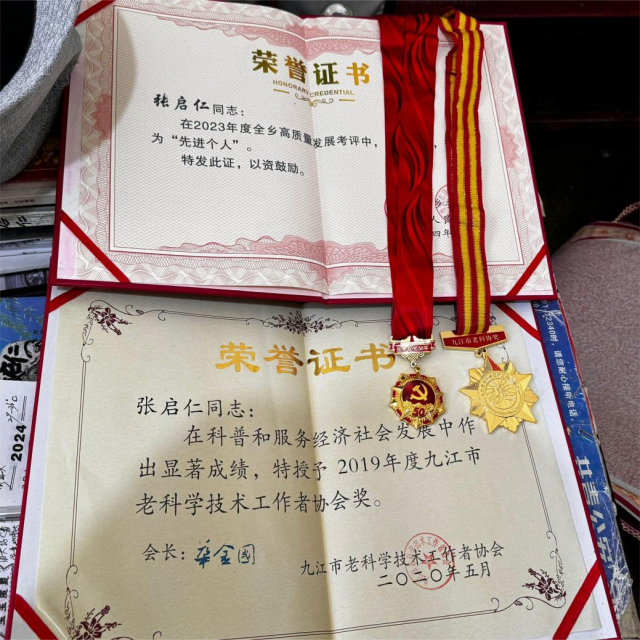 荣誉证书
HONORARY CREDENTIAL
张启仁同志：
在2023年度全乡高质量发展考评中，
为“先进个人”。
特发此证，以资鼓励。
九江市老科协奖
50
荣誉证书
张启仁同志：
在科普和服务经济社会发展中作
出显著成绩，特授予2019年度九江市
老科学技术工作者协会奖。
会长：华金国
九江市老科学技术工作者协会
二〇二〇年五月
2024